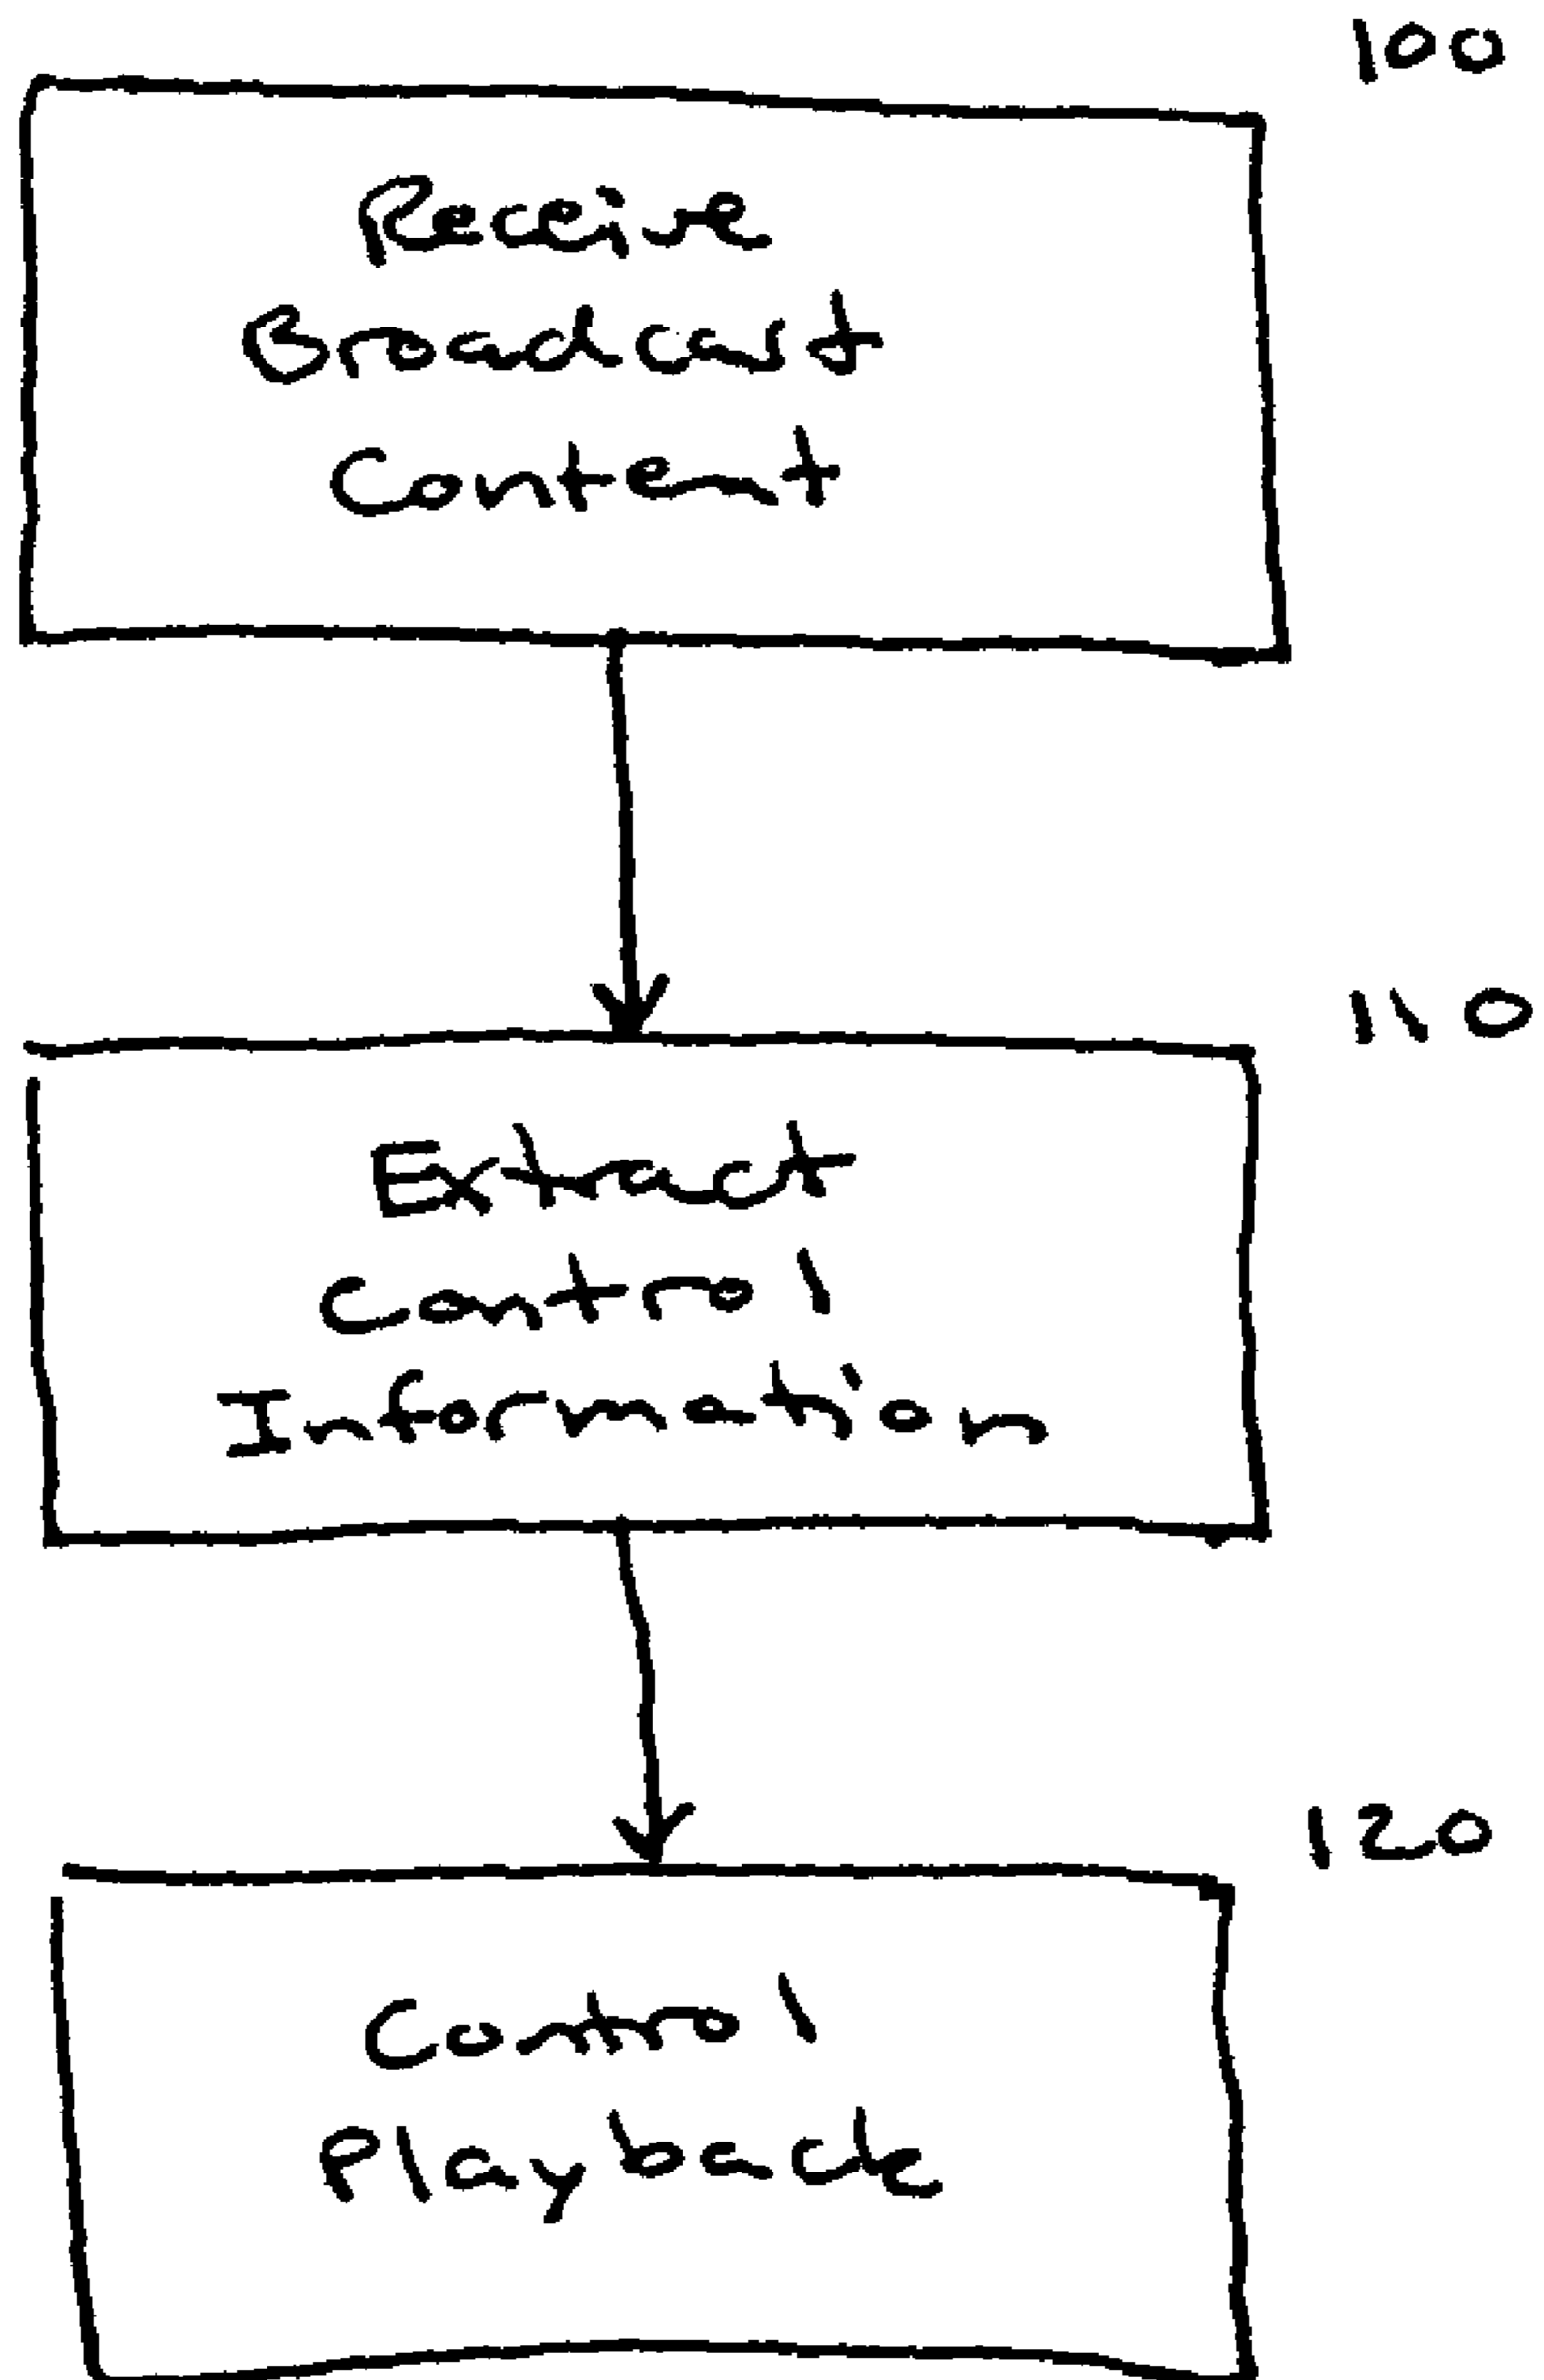 100
Receive
Broadcast
Content
110
Extract
Control
Information
120
Control
Playback